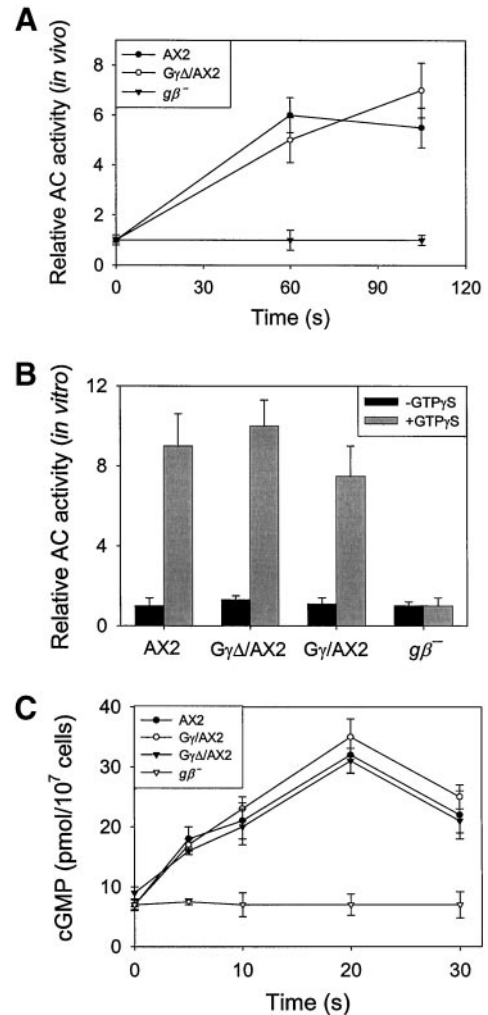 A
AX2
GγΔ/AX2
gβ⁻
Relative AC activity (in vivo)
8
6
4
2
0
0
30
60
90
120
Time (s)
B
-GTPγS
+GTPγS
Relative AC activity (in vitro)
12
8
4
0
AX2
GγΔ/AX2
Gγ/AX2
gβ⁻
C
AX2
Gγ/AX2
GγΔ/AX2
gβ⁻
cGMP (pmol/10⁷ cells)
40
30
20
10
0
0
10
20
30
Time (s)